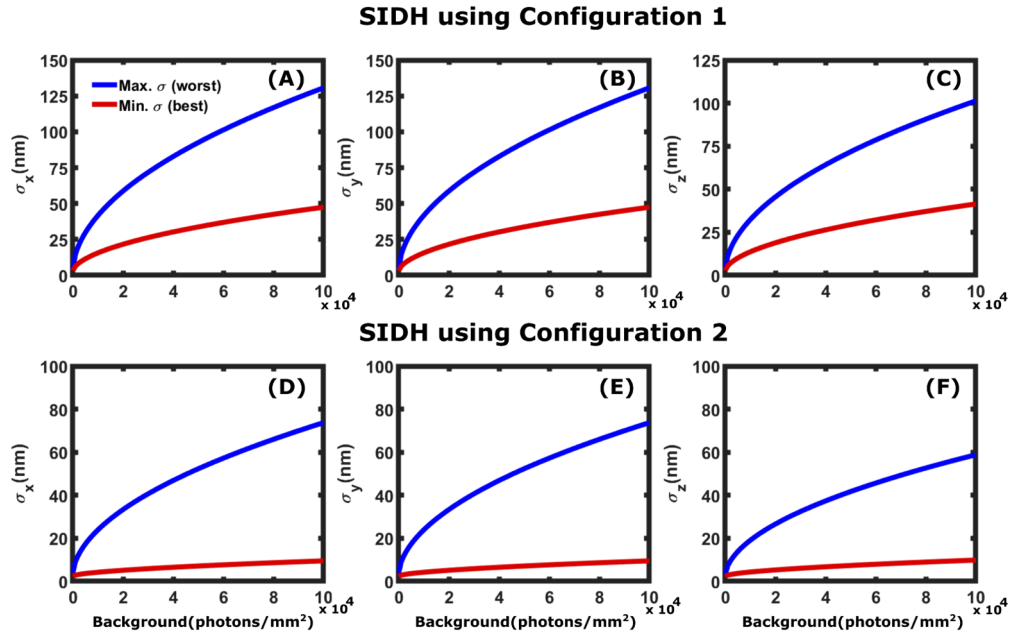 SIDH using Configuration 1
150
125
100
75
50
25
0
σx(nm)
Max. σ (worst)
Min. σ (best)
(A)
0 2 4 6 8 10
x 10^4
150
125
100
75
50
25
0
σy(nm)
(B)
0 2 4 6 8 10
x 10^4
125
100
75
50
25
0
σz(nm)
(C)
0 2 4 6 8 10
x 10^4
SIDH using Configuration 2
100
80
60
40
20
0
σx(nm)
(D)
0 2 4 6 8 10
x 10^4
Background(photons/mm²)
100
80
60
40
20
0
σy(nm)
(E)
0 2 4 6 8 10
x 10^4
Background(photons/mm²)
100
80
60
40
20
0
σz(nm)
(F)
0 2 4 6 8 10
x 10^4
Background(photons/mm²)